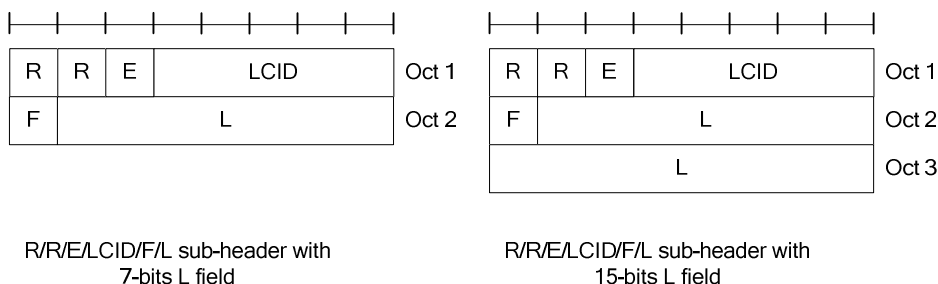 R R E LCID Oct 1
F L Oct 2
R/R/E/LCID/F/L sub-header with
7-bits L field
R R E LCID Oct 1
F L Oct 2
L Oct 3
R/R/E/LCID/F/L sub-header with
15-bits L field